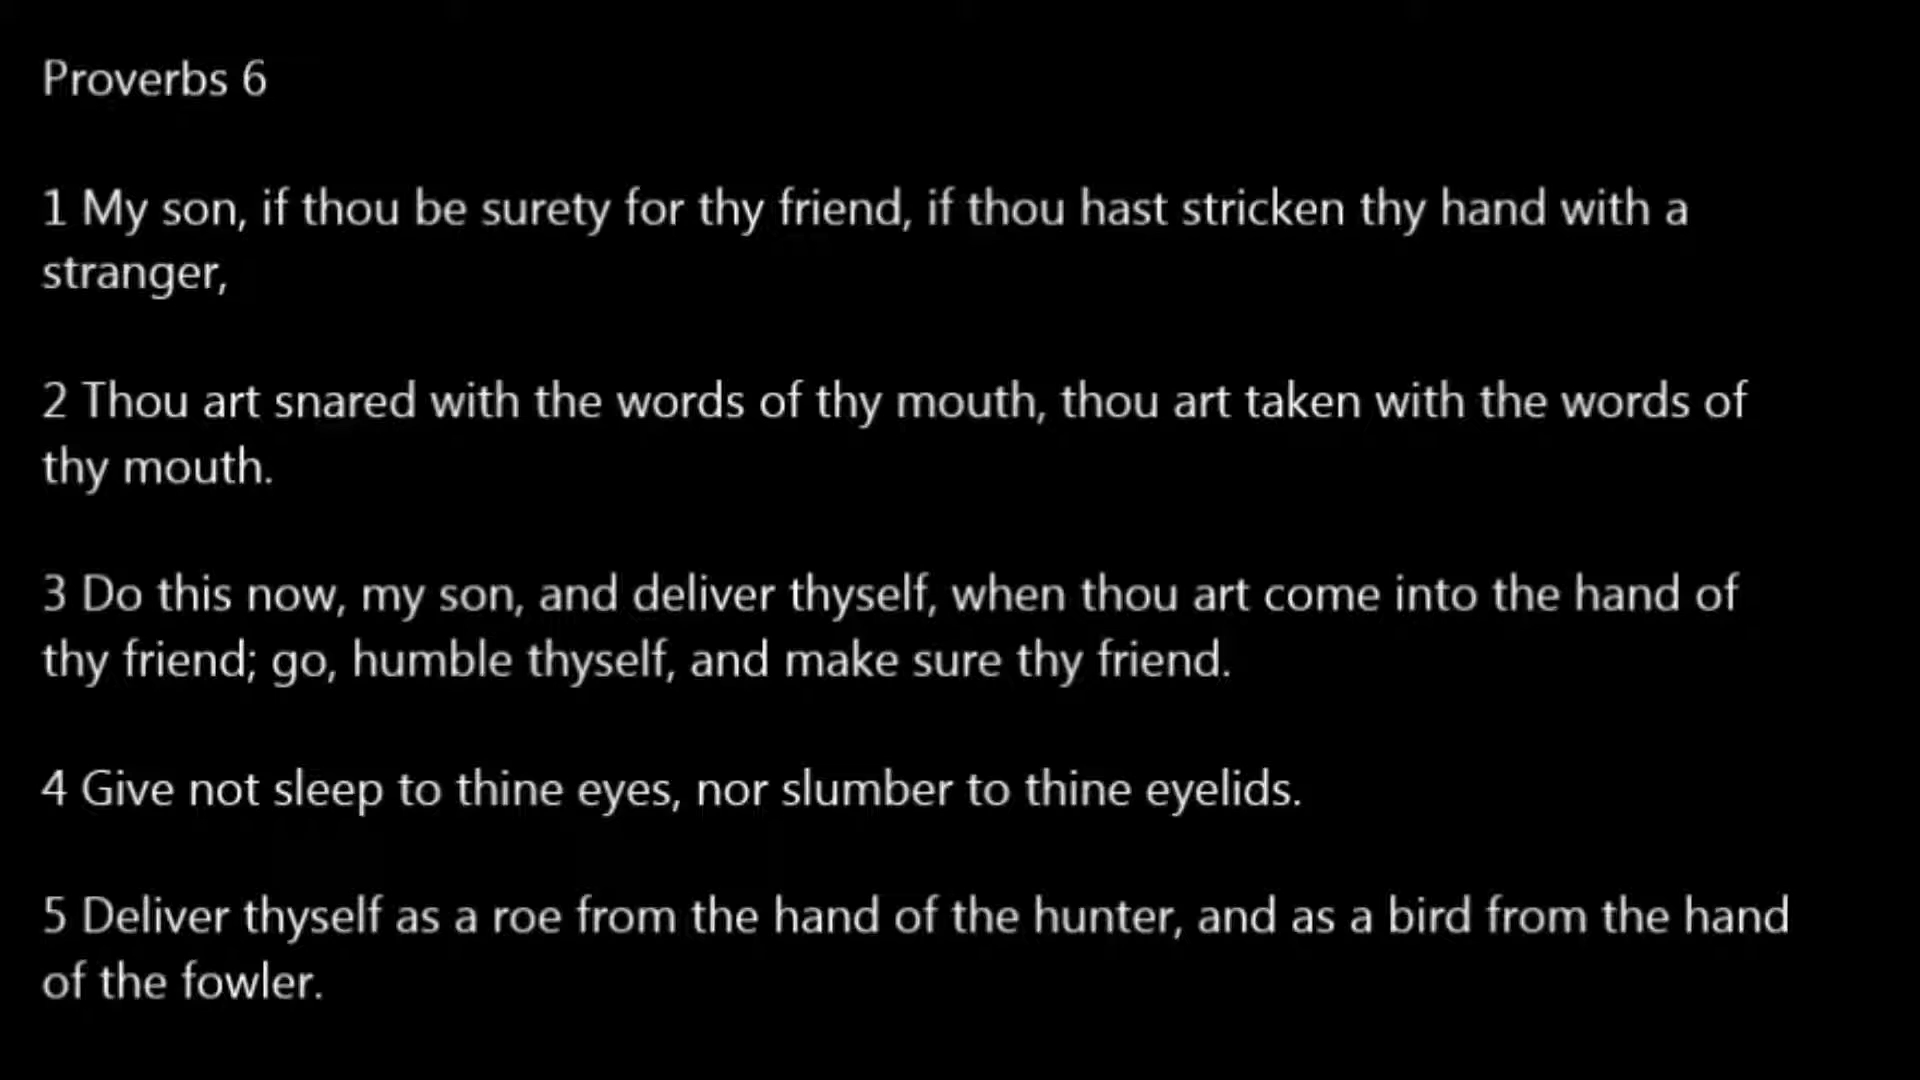 Proverbs 6
1 My son, if thou be surety for thy friend, if thou hast stricken thy hand with a
stranger,
2 Thou art snared with the words of thy mouth, thou art taken with the words of
thy mouth.
3 Do this now, my son, and deliver thyself, when thou art come into the hand of
thy friend; go, humble thyself, and make sure thy friend.
4 Give not sleep to thine eyes, nor slumber to thine eyelids.
5 Deliver thyself as a roe from the hand of the hunter, and as a bird from the hand
of the fowler.